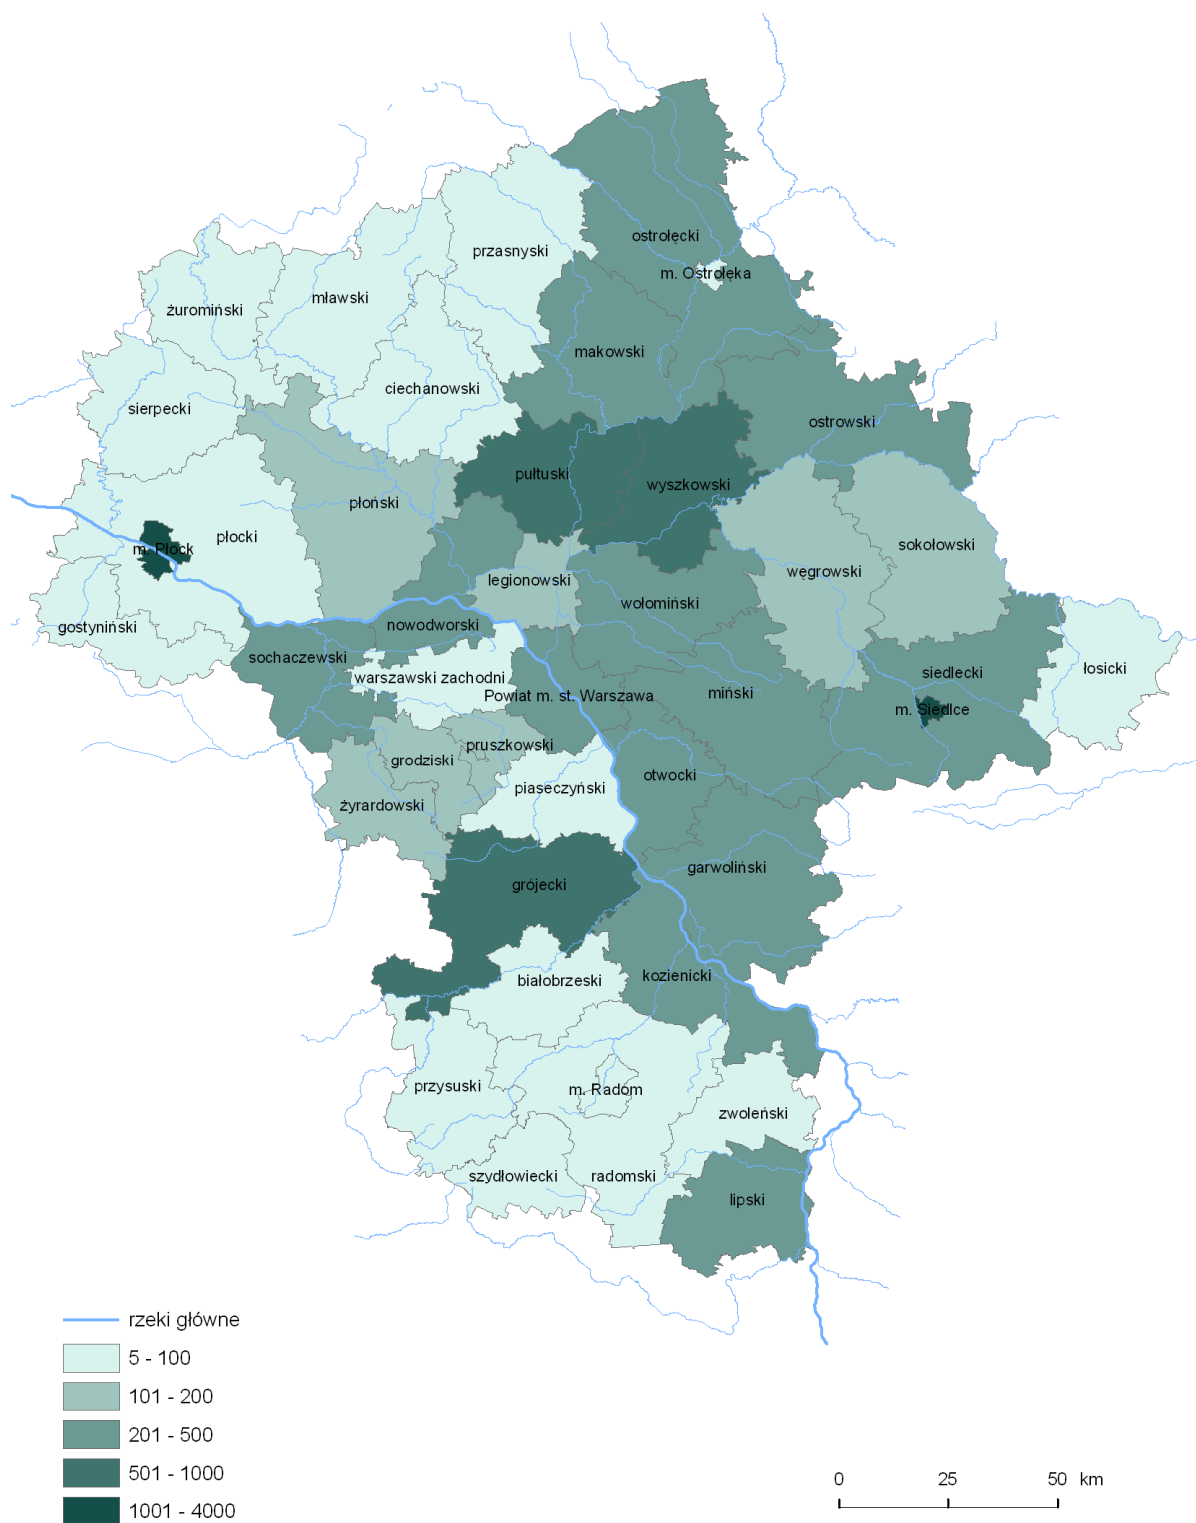 ostrołęcki
przasnyski
m. Ostrołęka
mławski
żuromiński
makowski
ciechanowski
sierpecki
ostrowski
pułtuski
wyszkowski
płoński
płocki
sokołowski
m. Płock
węgrowski
legionowski
wołomiński
gostyniński
nowodworski
sochaczewski
łosicki
siedlecki
warszawski zachodni
Powiat m. st. Warszawa
miński
m. Siedlce
pruszkowski
grodziski
otwocki
piaseczyński
żyrardowski
garwoliński
grójecki
kozienicki
białobrzeski
przysuski
m. Radom
zwoleński
szydłowiecki
radomski
lipski
rzeki główne
5 - 100
101 - 200
201 - 500
501 - 1000
1001 - 4000
0 25 50 km